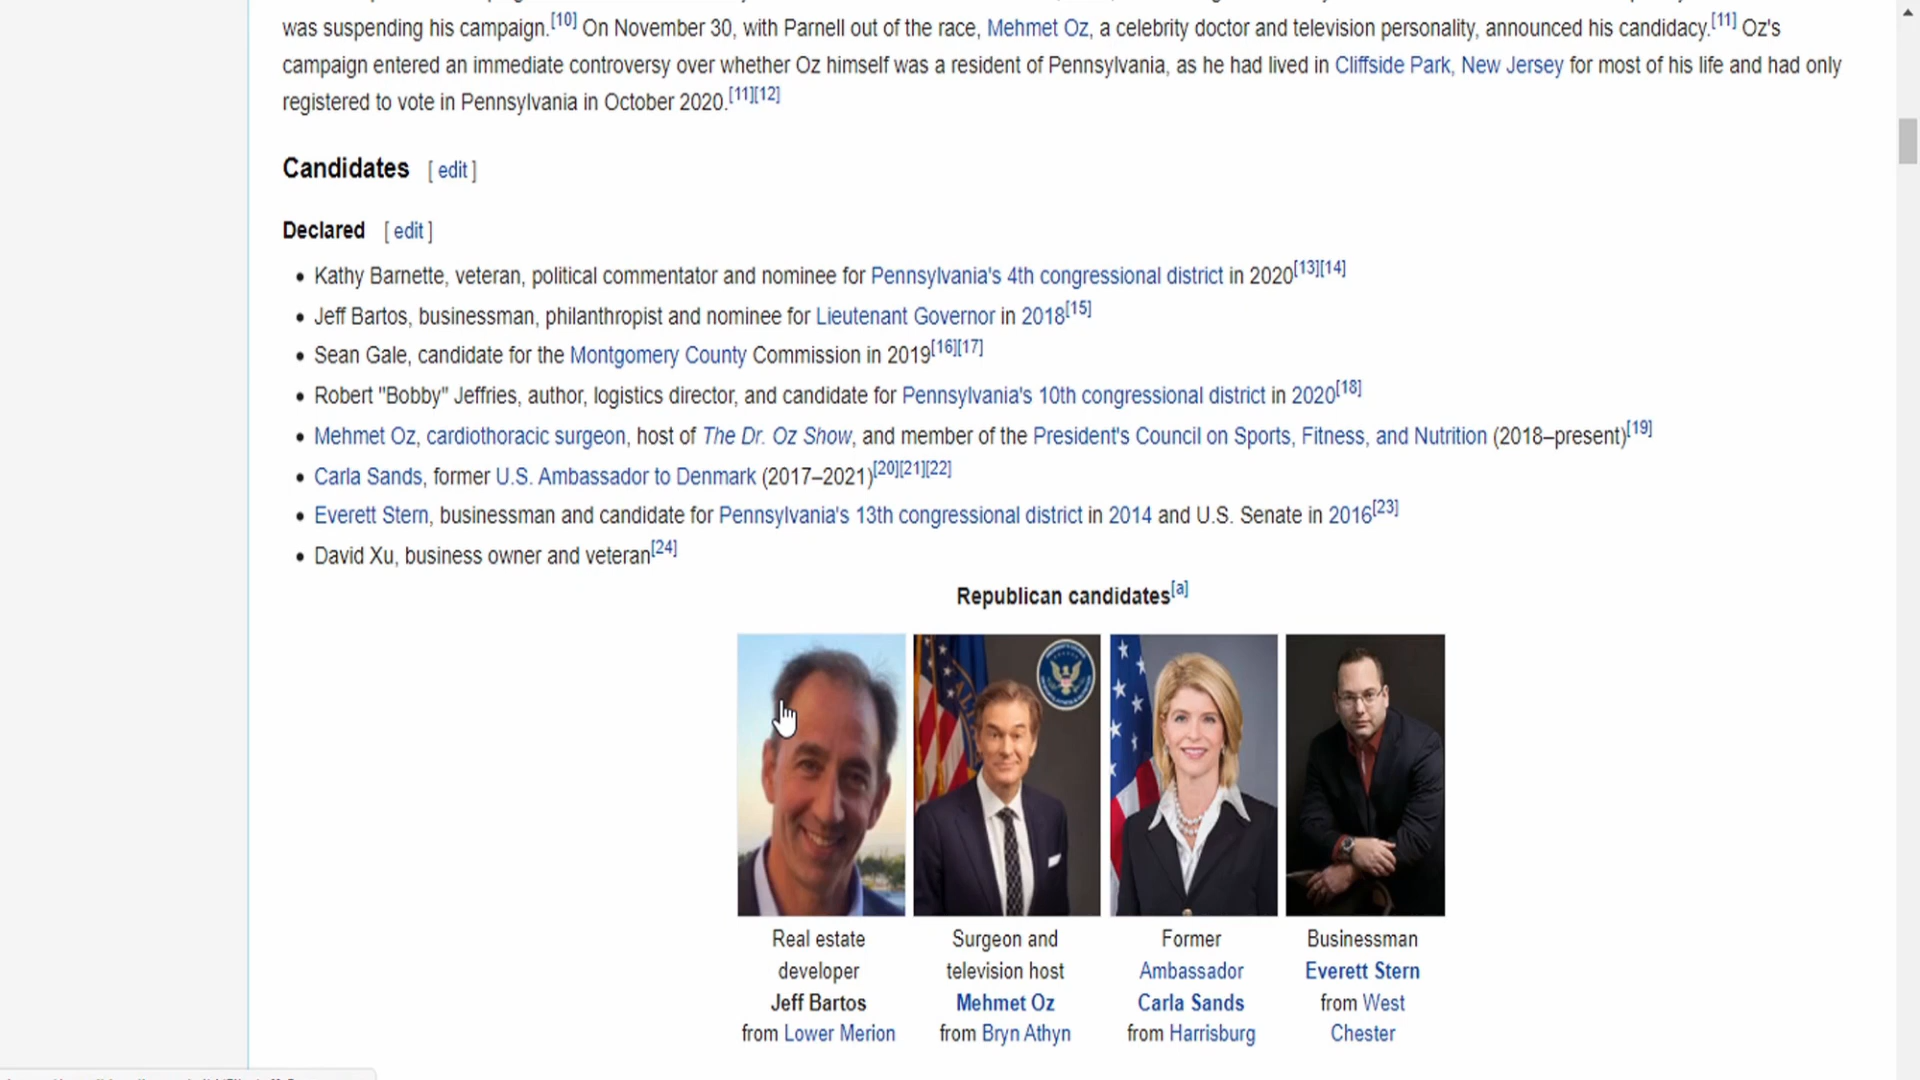 was suspending his campaign.[10] On November 30, with Parnell out of the race, Mehmet Oz, a celebrity doctor and television personality, announced his candidacy.[11] Oz's
campaign entered an immediate controversy over whether Oz himself was a resident of Pennsylvania, as he had lived in Cliffside Park, New Jersey for most of his life and had only
registered to vote in Pennsylvania in October 2020.[11][12]
Candidates [ edit ]
Declared [ edit ]
• Kathy Barnette, veteran, political commentator and nominee for Pennsylvania's 4th congressional district in 2020[13][14]
• Jeff Bartos, businessman, philanthropist and nominee for Lieutenant Governor in 2018[15]
• Sean Gale, candidate for the Montgomery County Commission in 2019[16][17]
• Robert "Bobby" Jeffries, author, logistics director, and candidate for Pennsylvania's 10th congressional district in 2020[18]
• Mehmet Oz, cardiothoracic surgeon, host of The Dr. Oz Show, and member of the President's Council on Sports, Fitness, and Nutrition (2018–present)[19]
• Carla Sands, former U.S. Ambassador to Denmark (2017–2021)[20][21][22]
• Everett Stern, businessman and candidate for Pennsylvania's 13th congressional district in 2014 and U.S. Senate in 2016[23]
• David Xu, business owner and veteran[24]
Republican candidates[a]
Real estate
developer
Jeff Bartos
from Lower Merion
Surgeon and
television host
Mehmet Oz
from Bryn Athyn
Former
Ambassador
Carla Sands
from Harrisburg
Businessman
Everett Stern
from West
Chester